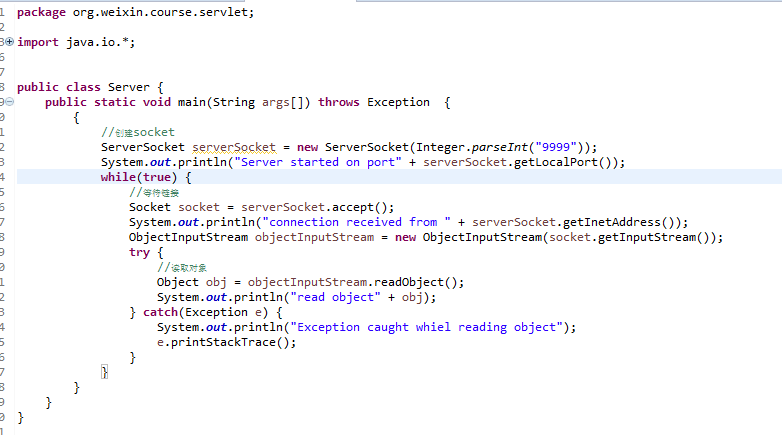 1 package org.weixin.course.servlet;
2
3 import java.io.*;
6
7
8 public class Server {
9 public static void main(String args[]) throws Exception {
0 {
1 //创建socket
2 ServerSocket serverSocket = new ServerSocket(Integer.parseInt("9999"));
3 System.out.println("Server started on port" + serverSocket.getLocalPort());
4 while(true) {
5 //等待链接
6 Socket socket = serverSocket.accept();
7 System.out.println("connection received from " + serverSocket.getInetAddress());
8 ObjectInputStream objectInputStream = new ObjectInputStream(socket.getInputStream());
9 try {
0 //读取对象
1 Object obj = objectInputStream.readObject();
2 System.out.println("read object" + obj);
3 } catch(Exception e) {
4 System.out.println("Exception caught whiel reading object");
5 e.printStackTrace();
6 }
7 }
8 }
9 }
0 }
1